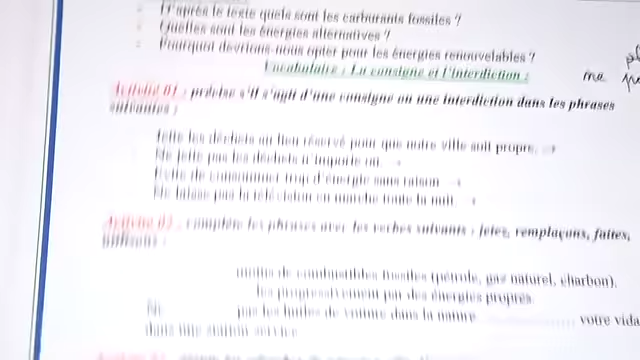 D'après le texte quels sont les carburants fossiles ?
Quelles sont les énergies alternatives ?
Pourquoi devrions-nous opter pour les énergies renouvelables ?
Vocabulaire : La consigne et l'interdiction :
me
Activité 01 : précise s'il s'agit d'une consigne ou une interdiction dans les phrases
suivantes :
Jette les déchets au lieu réservé pour que notre ville soit propre. →
Ne jette pas les déchets n'importe où. →
Evite de consommer trop d'énergie sans raison. →
Ne laisse pas la télévision en marche toute la nuit. →
Activité 02 : complète les phrases avec les verbes suivants : jetez, remplaçons, faites,
utilisons :
moins de combustibles fossiles (pétrole, gaz naturel, charbon).
les progressivement par des énergies propres.
Ne pas les huiles de voiture dans la nature votre vida
dans une station service